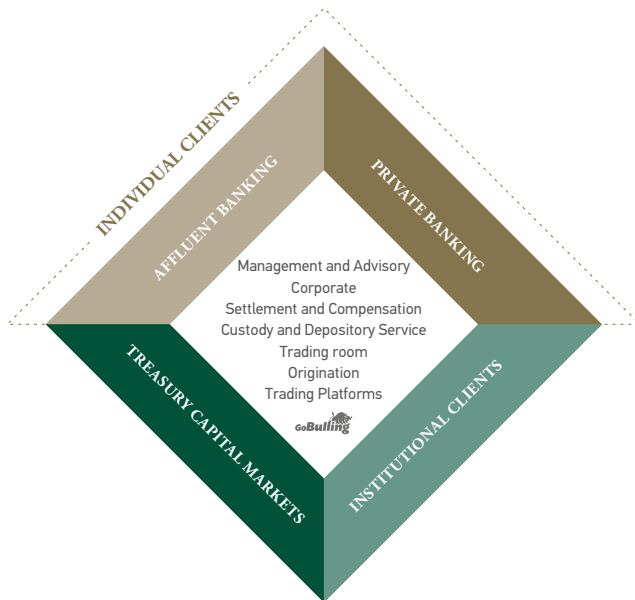 INDIVIDUAL CLIENTS
AFFLUENT BANKING
PRIVATE BANKING
Management and Advisory
Corporate
Settlement and Compensation
Custody and Depository Service
Trading room
Origination
Trading Platforms
GoBulling
TREASURY CAPITAL MARKETS
INSTITUTIONAL CLIENTS